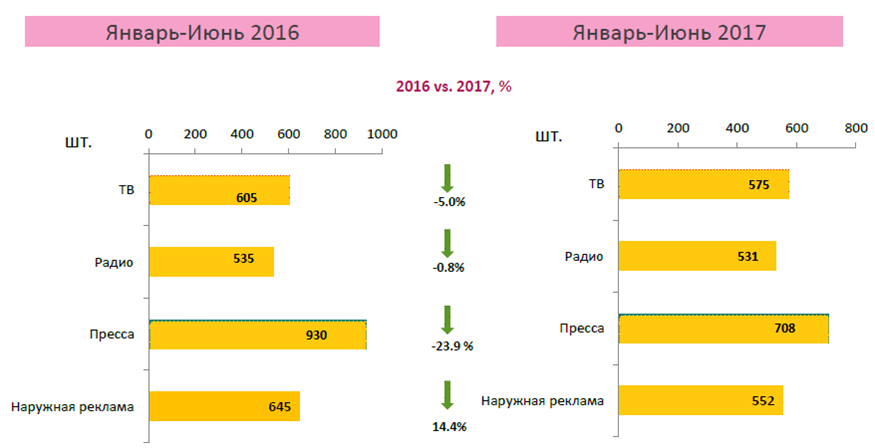 Январь-Июнь 2016
Январь-Июнь 2017
2016 vs. 2017, %
шт.
0 200 400 600 800 1000
ТВ 605
Радио 535
Пресса 930
Наружная реклама 645
-5.0%
-0.8%
-23.9 %
14.4%
шт.
0 200 400 600 800
ТВ 575
Радио 531
Пресса 708
Наружная реклама 552